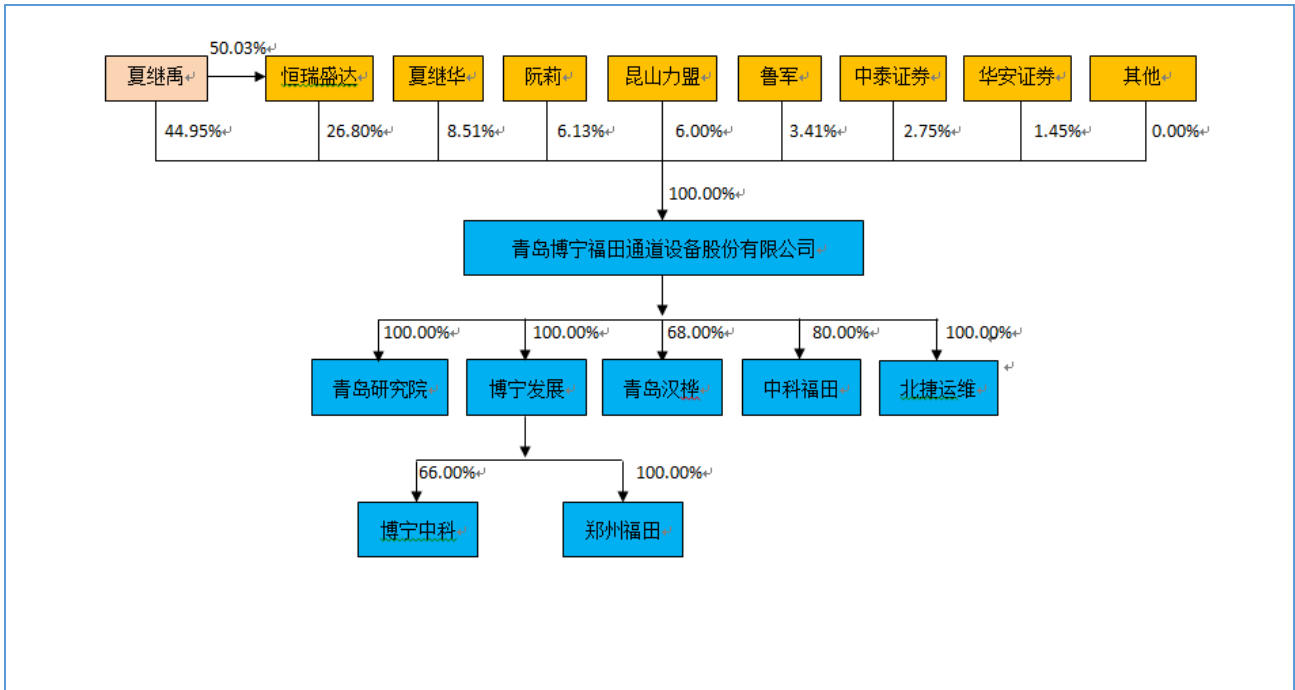 50.03%
夏继禹
恒瑞盛达
夏继华
阮莉
昆山力盟
鲁军
中泰证券
华安证券
其他
44.95%
26.80%
8.51%
6.13%
6.00%
3.41%
2.75%
1.45%
0.00%
100.00%
青岛博宁福田通道设备股份有限公司
100.00%
100.00%
68.00%
80.00%
100.00%
青岛研究院
博宁发展
青岛汉桦
中科福田
北捷运维
66.00%
100.00%
博宁中科
郑州福田